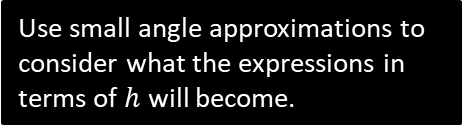 Use small angle approximations to
consider what the expressions in
terms of ℎ will become.